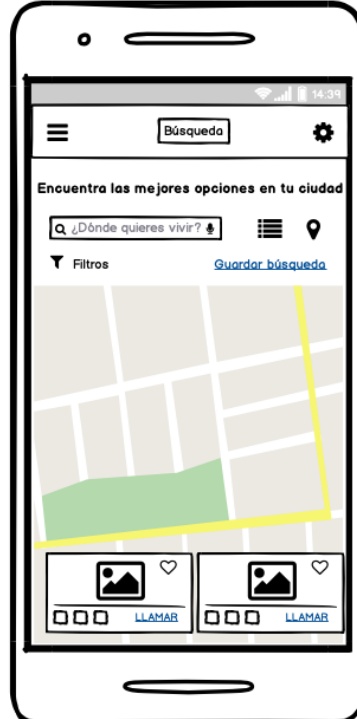 14:39
Búsqueda
Encuentra las mejores opciones en tu ciudad
¿Dónde quieres vivir?
Filtros Guardar búsqueda
LLAMAR LLAMAR